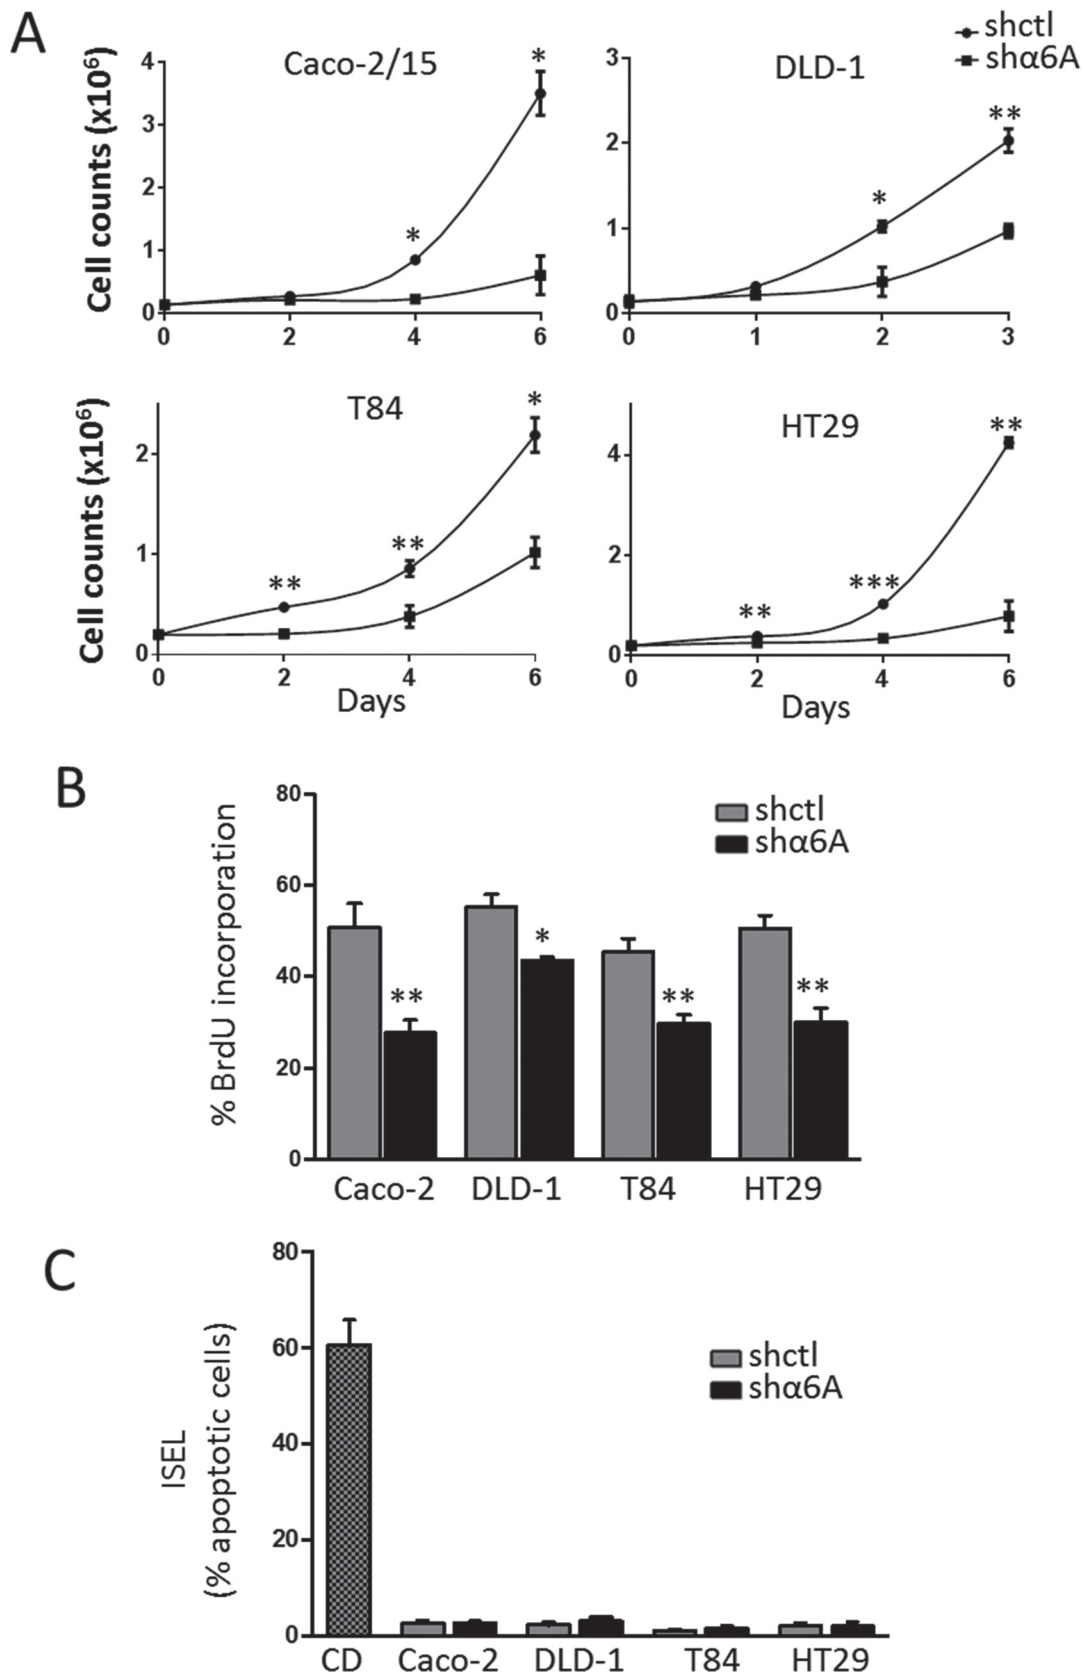 A
shctl
shα6A
Caco-2/15
Cell counts (x10⁶)
4
3
2
1
0
0 2 4 6
*
*
DLD-1
3
2
1
0
0 1 2 3
*
**
T84
Cell counts (x10⁶)
2
1
0
0 2 4 6
Days
**
**
*
HT29
4
2
0
0 2 4 6
Days
**
***
**
B
% BrdU incorporation
80
60
40
20
0
shctl
shα6A
**
*
**
**
Caco-2 DLD-1 T84 HT29
C
ISEL
(% apoptotic cells)
80
60
40
20
0
shctl
shα6A
CD Caco-2 DLD-1 T84 HT29